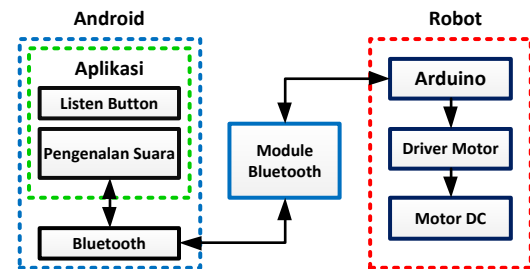 Android
Aplikasi
Listen Button
Pengenalan Suara
Bluetooth
Module
Bluetooth
Robot
Arduino
Driver Motor
Motor DC